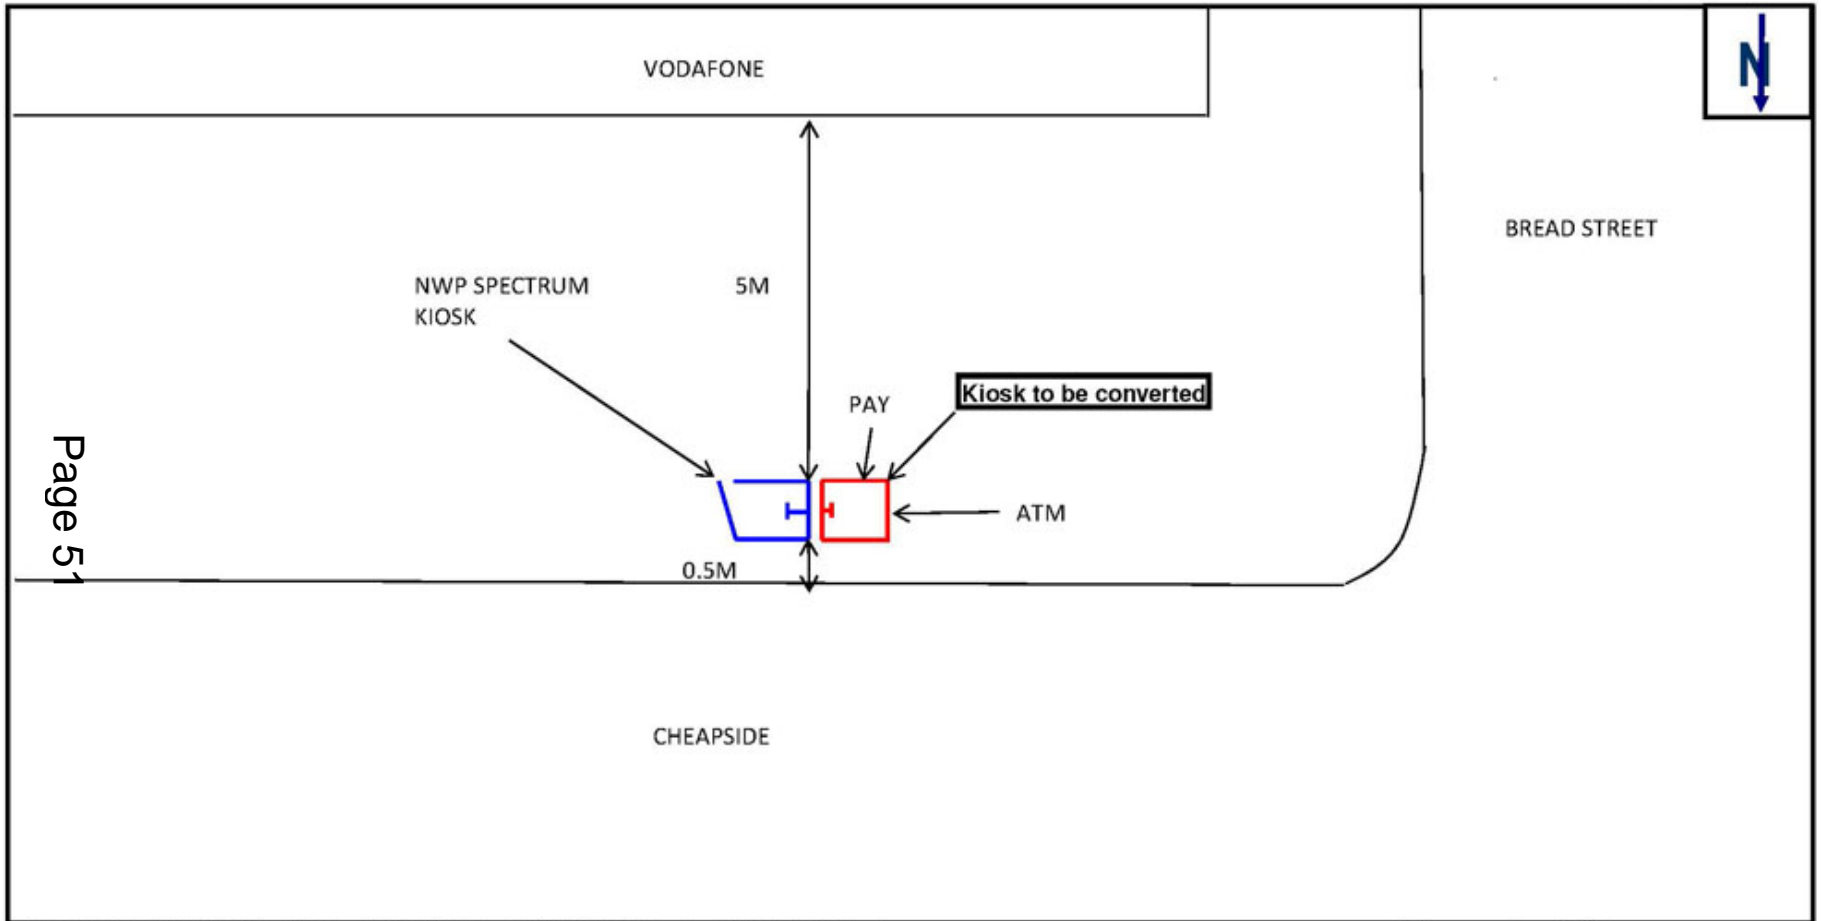 VODAFONE
N
BREAD STREET
NWP SPECTRUM
KIOSK
5M
Kiosk to be converted
PAY
ATM
0.5M
CHEAPSIDE
Page 51